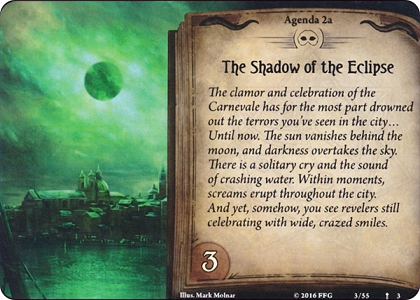 Agenda 2a
The Shadow of the Eclipse
The clamor and celebration of the
Carnevale has for the most part drowned
out the terrors you've seen in the city…
Until now. The sun vanishes behind the
moon, and darkness overtakes the sky.
There is a solitary cry and the sound
of crashing water. Within moments,
screams erupt throughout the city.
And yet, somehow, you see revelers still
celebrating with wide, crazed smiles.
3
Illus. Mark Molnar
© 2016 FFG
3/55
3